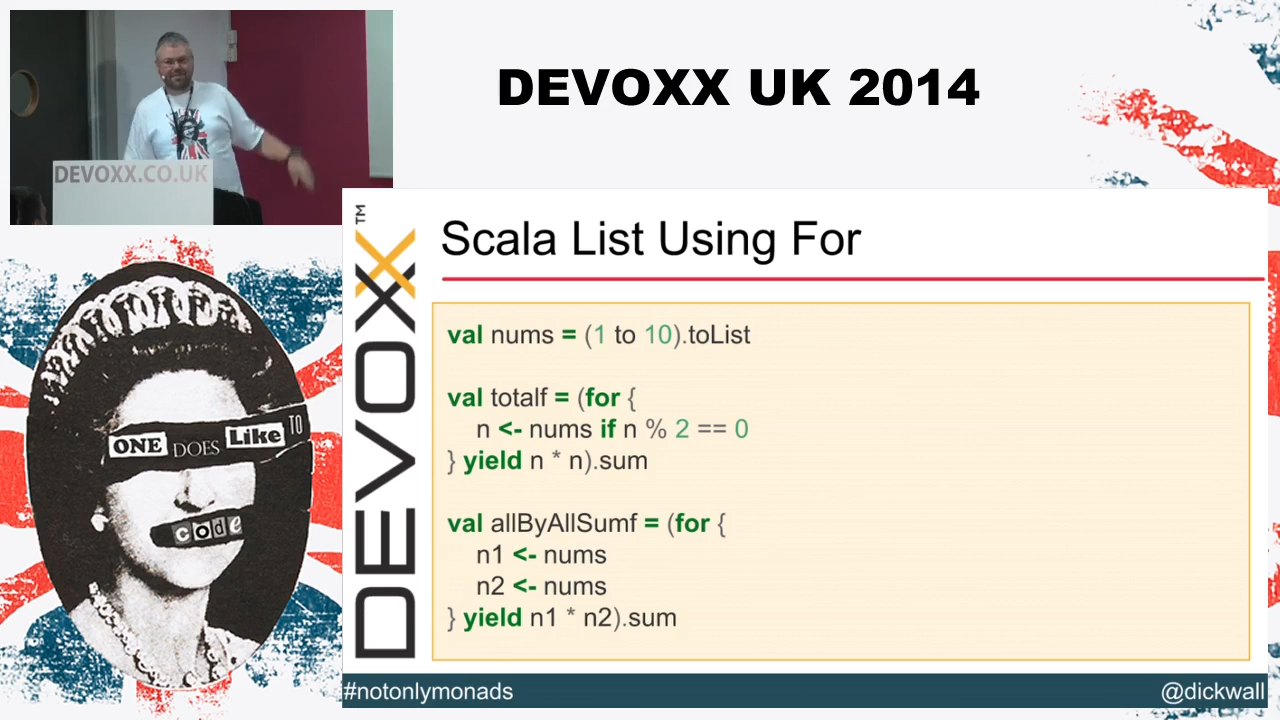 DEVOXX UK 2014
DEVOXX.CO.UK
ONE DOES Like TO
code
DEVOXX™
Scala List Using For
val nums = (1 to 10).toList
val totalf = (for {
n <- nums if n % 2 == 0
} yield n * n).sum
val allByAllSumf = (for {
n1 <- nums
n2 <- nums
} yield n1 * n2).sum
#notonlymonads
@dickwall